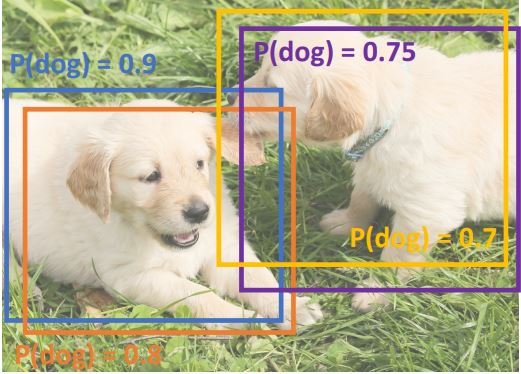 P(dog) = 0.9
P(dog) = 0.75
P(dog) = 0.7
P(dog) = 0.8